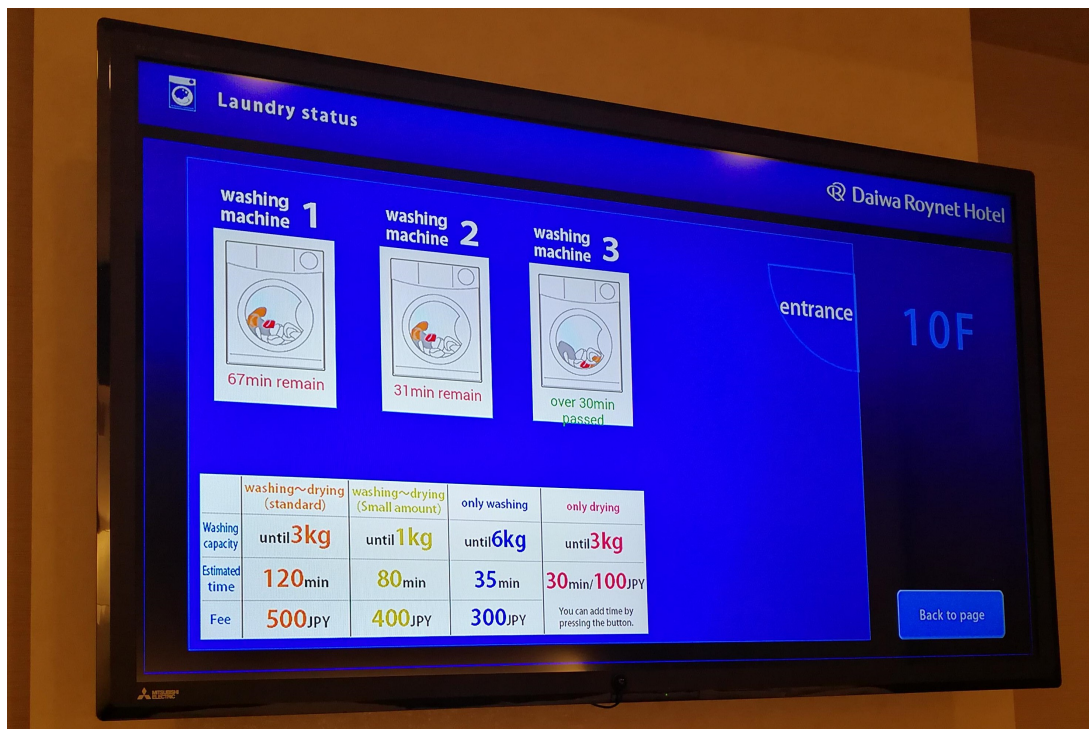 Laundry status
Daiwa Roynet Hotel
washing
machine 1
washing
machine 2
washing
machine 3
67min remain
31min remain
over 30min
passed
entrance
10F
washing～drying
(standard)
washing～drying
(Small amount)
only washing
only drying
Washing
capacity
until3kg
until1kg
until6kg
until3kg
Estimated
time
120min
80min
35min
30min/100JPY
Fee
500JPY
400JPY
300JPY
You can add time by
pressing the button.
Back to page
MITSUBISHI
ELECTRIC